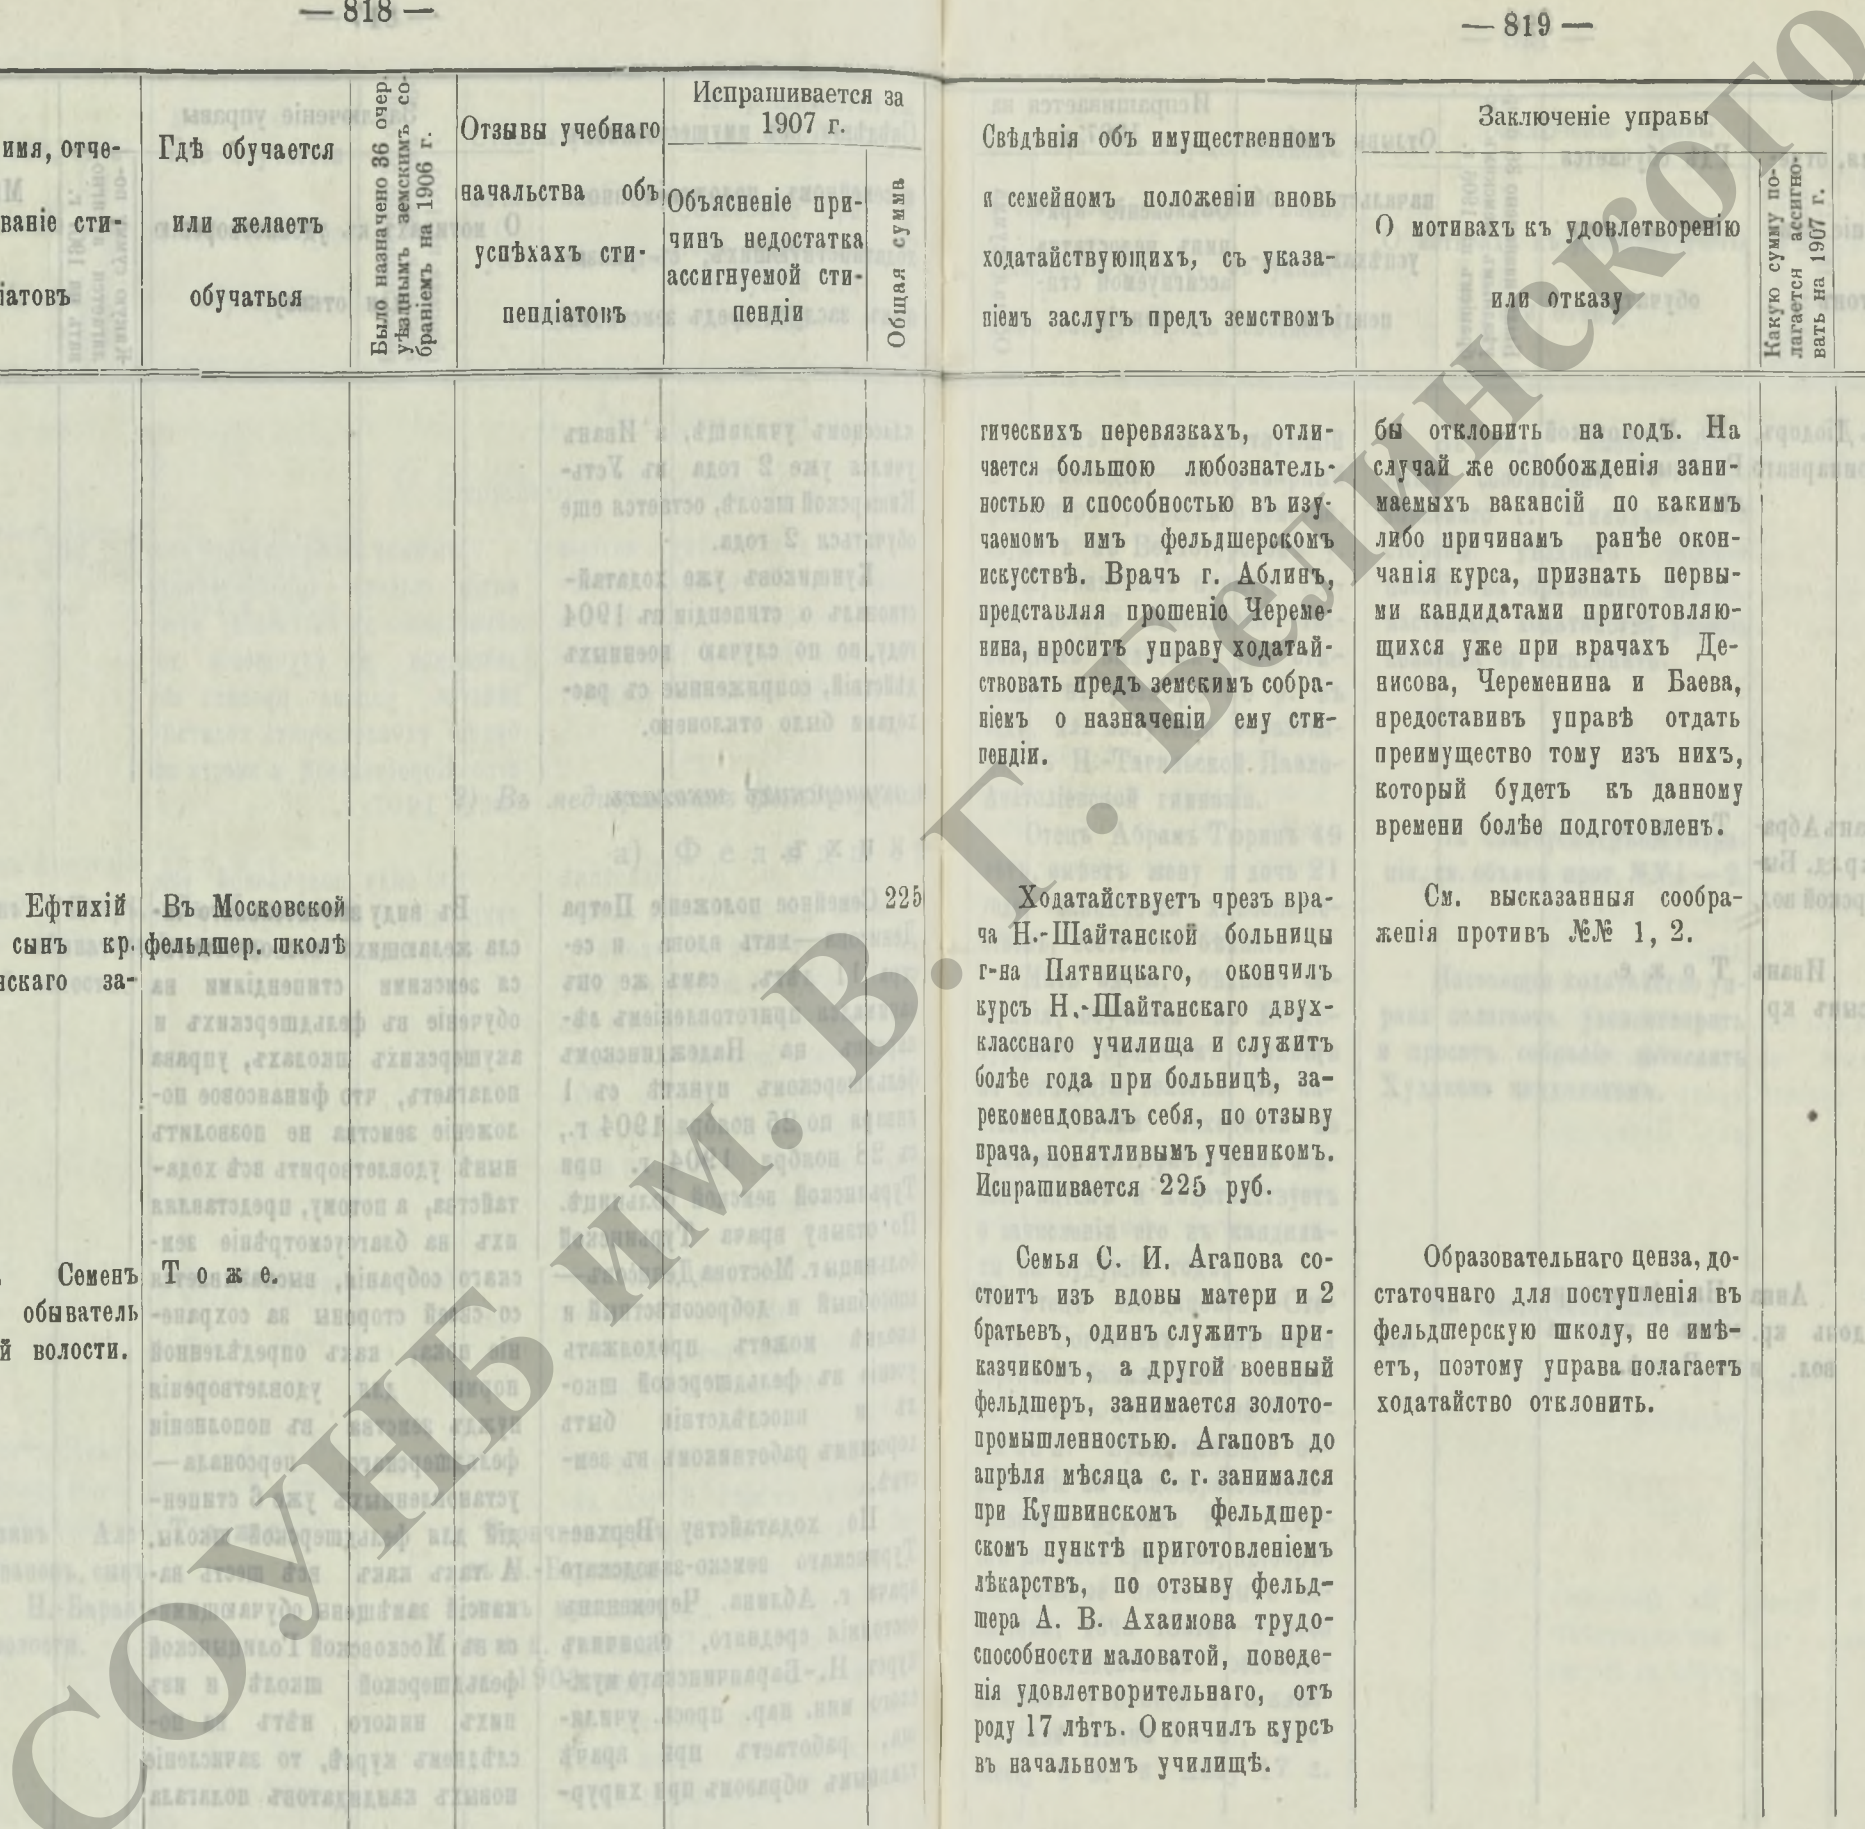 — 818 —
имя, отче-
ваніе сти-
іатовъ
Гдѣ обучается
или желаетъ
обучаться
Было назначено 36 очер.
уѣзднымъ земскимъ со-
браніемъ на 1906 г.
Отзывы учебнаго
начальства объ
успѣхахъ сти-
пендіатовъ
Испрашивается за
1907 г.
Объясненіе при-
чинъ недостатка
ассигнуемой сти-
пендіи
Общая сумма
Ефтихій
сынъ кр.
нскаго за-
Въ Московской
фельдшер. школѣ
225
Семенъ
обыватель
й волости.
Тоже.
— 819 —
Свѣдѣнія объ имущественномъ
и семейномъ положеніи вновь
ходатайствующихъ, съ указа-
ніемъ заслугъ предъ земствомъ
Заключеніе управы
О мотивахъ къ удовлетворенію
или отказу
Какую сумму по-
лагается ассигно-
вать на 1907 г.
гическихъ перевязкахъ, отли-
чается большою любознатель-
ностью и способностью въ изу-
чаемомъ имъ фельдшерскомъ
искусствѣ. Врачъ г. Аблинъ,
представляя прошеніе Череме-
нина, проситъ управу ходатай-
ствовать предъ земскимъ собра-
ніемъ о назначеніи ему сти-
пендіи.
Ходатайствуетъ чрезъ вра-
ча Н.-Шайтанской больницы
г-на Пятницкаго, окончилъ
курсъ Н.-Шайтанскаго двух-
класснаго училища и служитъ
болѣе года при больницѣ, за-
рекомендовалъ себя, по отзыву
врача, понятливымъ ученикомъ.
Испрашивается 225 руб.
Семья С. И. Агапова со-
стоитъ изъ вдовы матери и 2
братьевъ, одинъ служитъ при-
казчикомъ, а другой военный
фельдшеръ, занимается золото-
промышленностью. Агаповъ до
апрѣля мѣсяца с. г. занимался
при Кушвинскомъ фельдшер-
скомъ пунктѣ приготовленіемъ
лѣкарствъ, по отзыву фельд-
шера А. В. Ахаимова трудо-
способности маловатой, поведе-
нія удовлетворительнаго, отъ
роду 17 лѣтъ. Окончилъ курсъ
въ начальномъ училищѣ.
бы отклонить на годъ. На
случай же освобожденія зани-
маемыхъ вакансій по какимъ
либо причинамъ ранѣе окон-
чанія курса, признать первы-
ми кандидатами приготовляю-
щихся уже при врачахъ Де-
нисова, Череменина и Баева,
предоставивъ управѣ отдать
преимущество тому изъ нихъ,
который будетъ къ данному
времени болѣе подготовленъ.
См. высказанныя сообра-
женія противъ №№ 1, 2.
Образовательнаго ценза, до-
статочнаго для поступленія въ
фельдшерскую школу, не имѣ-
етъ, поэтому управа полагаетъ
ходатайство отклонить.
СОУНБ им. В. Г. Белинского